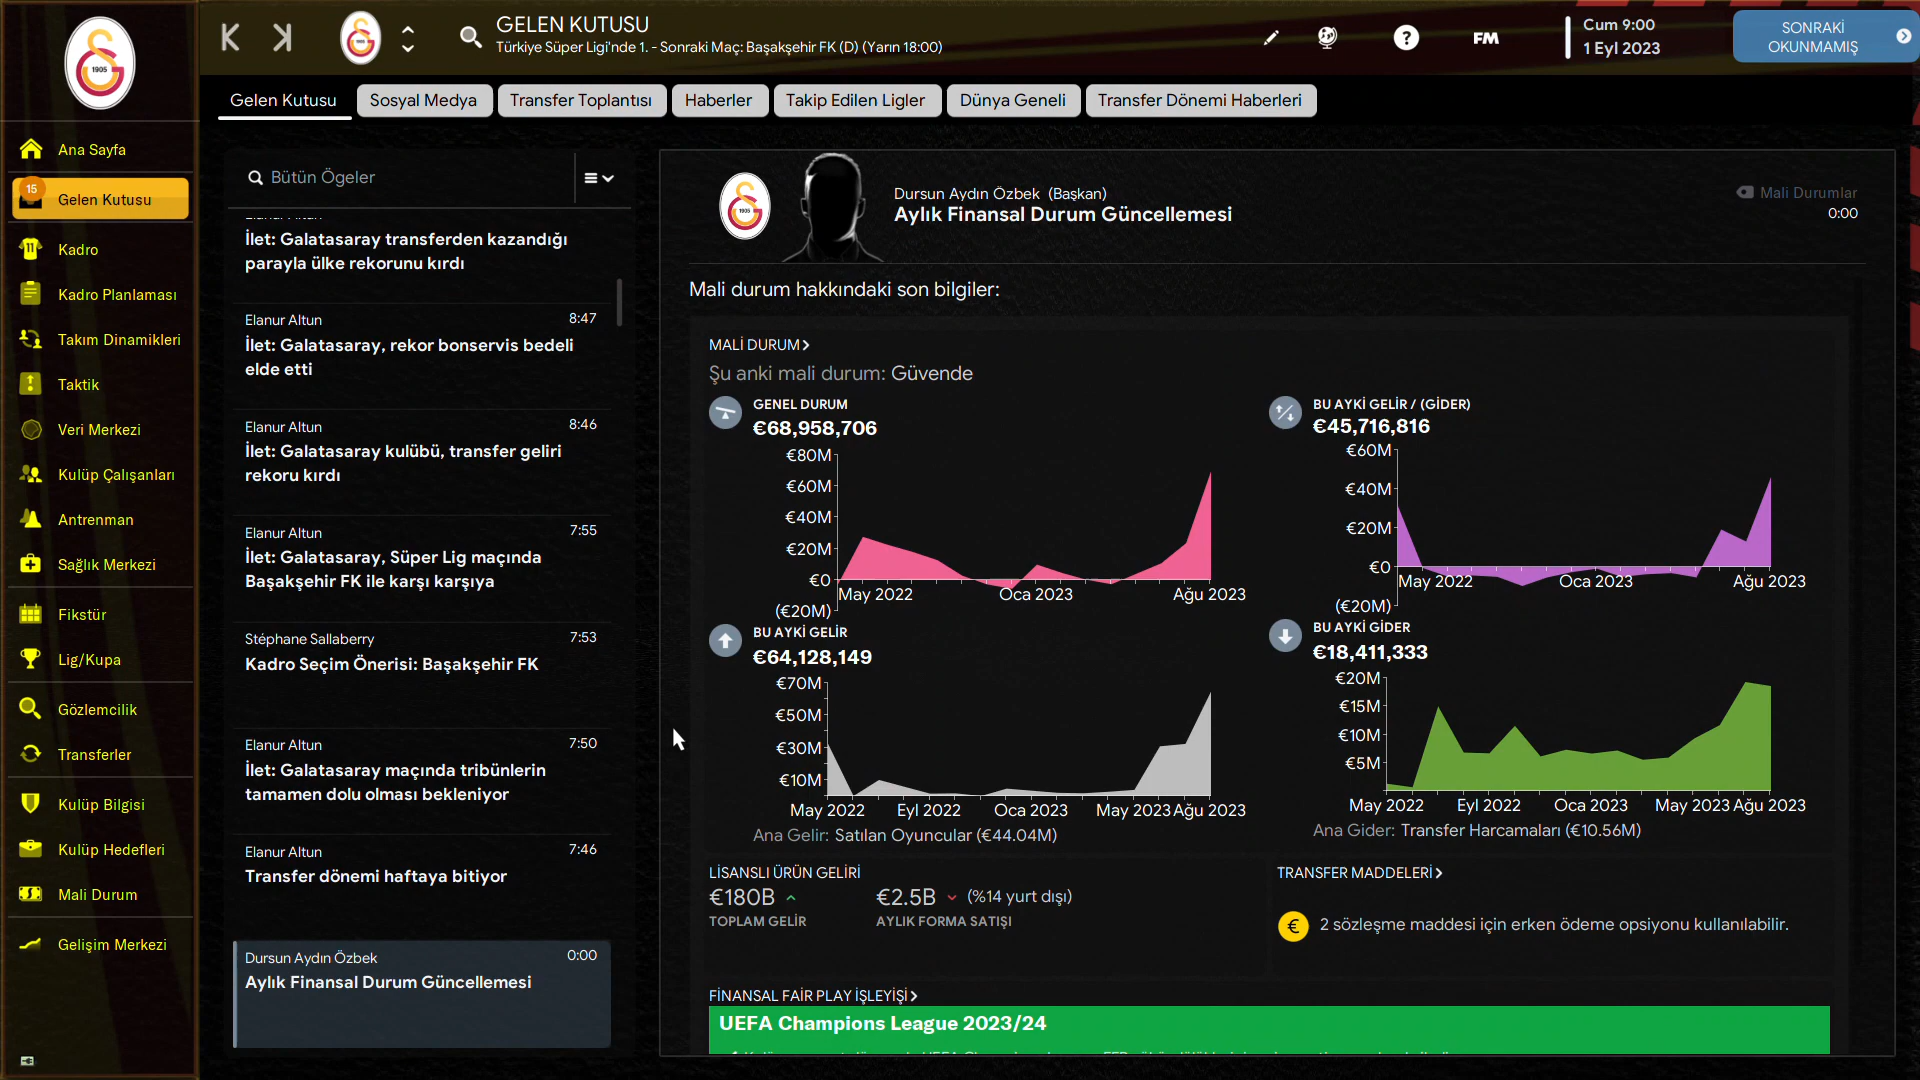 1905
Ana Sayfa
15
Gelen Kutusu
Kadro
Kadro Planlaması
Takım Dinamikleri
Taktik
Veri Merkezi
Kulüp Çalışanları
Antrenman
Sağlık Merkezi
Fikstür
Lig/Kupa
Gözlemcilik
Transferler
Kulüp Bilgisi
Kulüp Hedefleri
Mali Durum
Gelişim Merkezi
GELEN KUTUSU
Türkiye Süper Ligi'nde 1. - Sonraki Maç: Başakşehir FK (D) (Yarın 18:00)
FM
Cum 9:00
1 Eyl 2023
SONRAKİ
OKUNMAMIŞ
Gelen Kutusu
Sosyal Medya
Transfer Toplantısı
Haberler
Takip Edilen Ligler
Dünya Geneli
Transfer Dönemi Haberleri
Bütün Ögeler
Elanur Altun
İlet: Galatasaray transferden kazandığı
parayla ülke rekorunu kırdı
Elanur Altun 8:47
İlet: Galatasaray, rekor bonservis bedeli
elde etti
Elanur Altun 8:46
İlet: Galatasaray kulübü, transfer geliri
rekoru kırdı
Elanur Altun 7:55
İlet: Galatasaray, Süper Lig maçında
Başakşehir FK ile karşı karşıya
Stéphane Sallaberry 7:53
Kadro Seçim Önerisi: Başakşehir FK
Elanur Altun 7:50
İlet: Galatasaray maçında tribünlerin
tamamen dolu olması bekleniyor
Elanur Altun 7:46
Transfer dönemi haftaya bitiyor
Dursun Aydın Özbek 0:00
Aylık Finansal Durum Güncellemesi
1905
Dursun Aydın Özbek (Başkan)
Aylık Finansal Durum Güncellemesi
Mali Durumlar
0:00
Mali durum hakkındaki son bilgiler:
MALİ DURUM
Şu anki mali durum: Güvende
GENEL DURUM
€68,958,706
€80M
€60M
€40M
€20M
€0
(€20M)
May 2022 Oca 2023 Ağu 2023
BU AYKİ GELİR / (GİDER)
€45,716,816
€60M
€40M
€20M
€0
(€20M)
May 2022 Oca 2023 Ağu 2023
BU AYKİ GELİR
€64,128,149
€70M
€50M
€30M
€10M
May 2022 Eyl 2022 Oca 2023 May 2023 Ağu 2023
Ana Gelir: Satılan Oyuncular (€44.04M)
BU AYKİ GİDER
€18,411,333
€20M
€15M
€10M
€5M
May 2022 Eyl 2022 Oca 2023 May 2023 Ağu 2023
Ana Gider: Transfer Harcamaları (€10.56M)
LİSANSLI ÜRÜN GELİRİ
€180B €2.5B (%14 yurt dışı)
TOPLAM GELİR AYLIK FORMA SATIŞI
TRANSFER MADDELERİ
€ 2 sözleşme maddesi için erken ödeme opsiyonu kullanılabilir.
FİNANSAL FAİR PLAY İŞLEYİŞİ
UEFA Champions League 2023/24